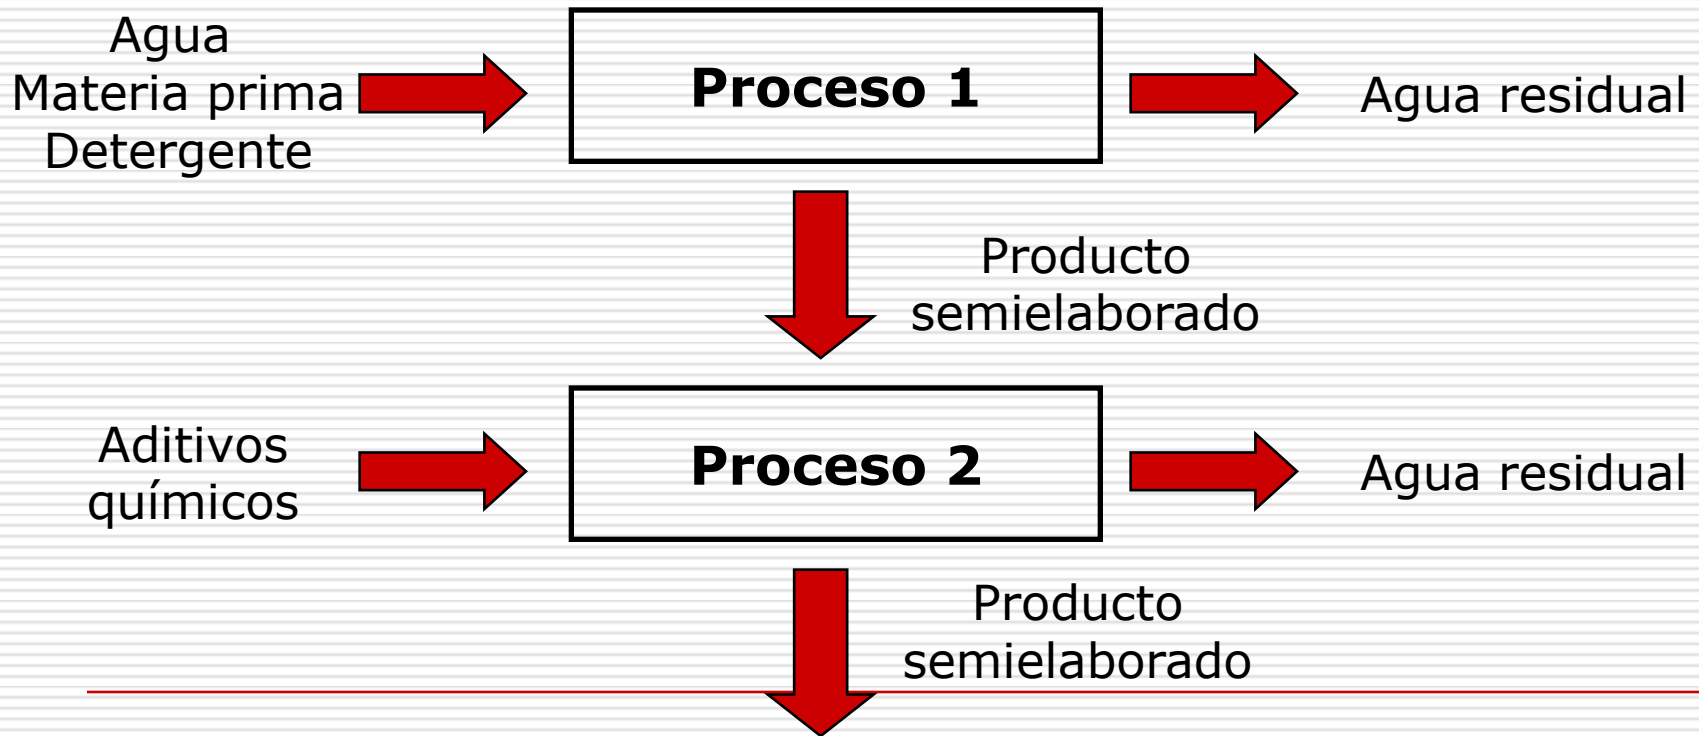 Agua
Materia prima
Detergente
Proceso 1
Agua residual
Producto
semielaborado
Aditivos
químicos
Proceso 2
Agua residual
Producto
semielaborado